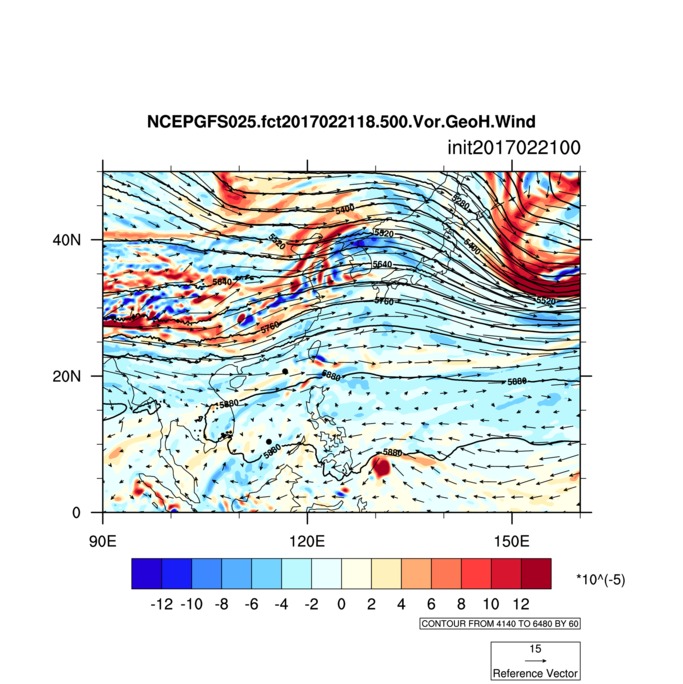 NCEPGFS025.fct2017022118.500.Vor.GeoH.Wind
init2017022100
5280
5400
5400
5520
5520
40N
5640
5640
5520
5760
5760
20N
5880
5880
5880
5880
5880
0
90E 120E 150E
-12 -10 -8 -6 -4 -2 0 2 4 6 8 10 12
*10^(-5)
CONTOUR FROM 4140 TO 6480 BY 60
15
Reference Vector